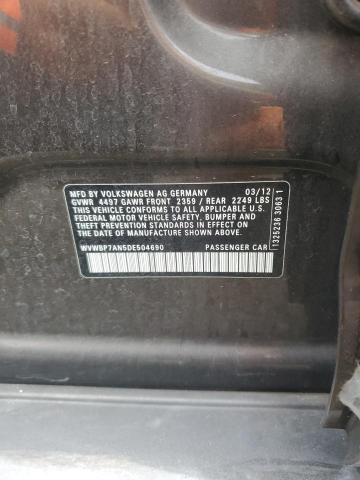 MFD BY VOLKSWAGEN AG GERMANY 03/12
GVWR 4497 GAWR FRONT 2359 / REAR 2249 LBS
THIS VEHICLE CONFORMS TO ALL APPLICABLE
FEDERAL MOTOR VEHICLE SAFETY, BUMPER AND
THEFT PREVENTION STANDARDS IN EFFECT ON THE
DATE OF MANUFACTURE SHOWN ABOVE
WVWBP7AN5DE504690 PASSENGER CAR
1325236 3063 1